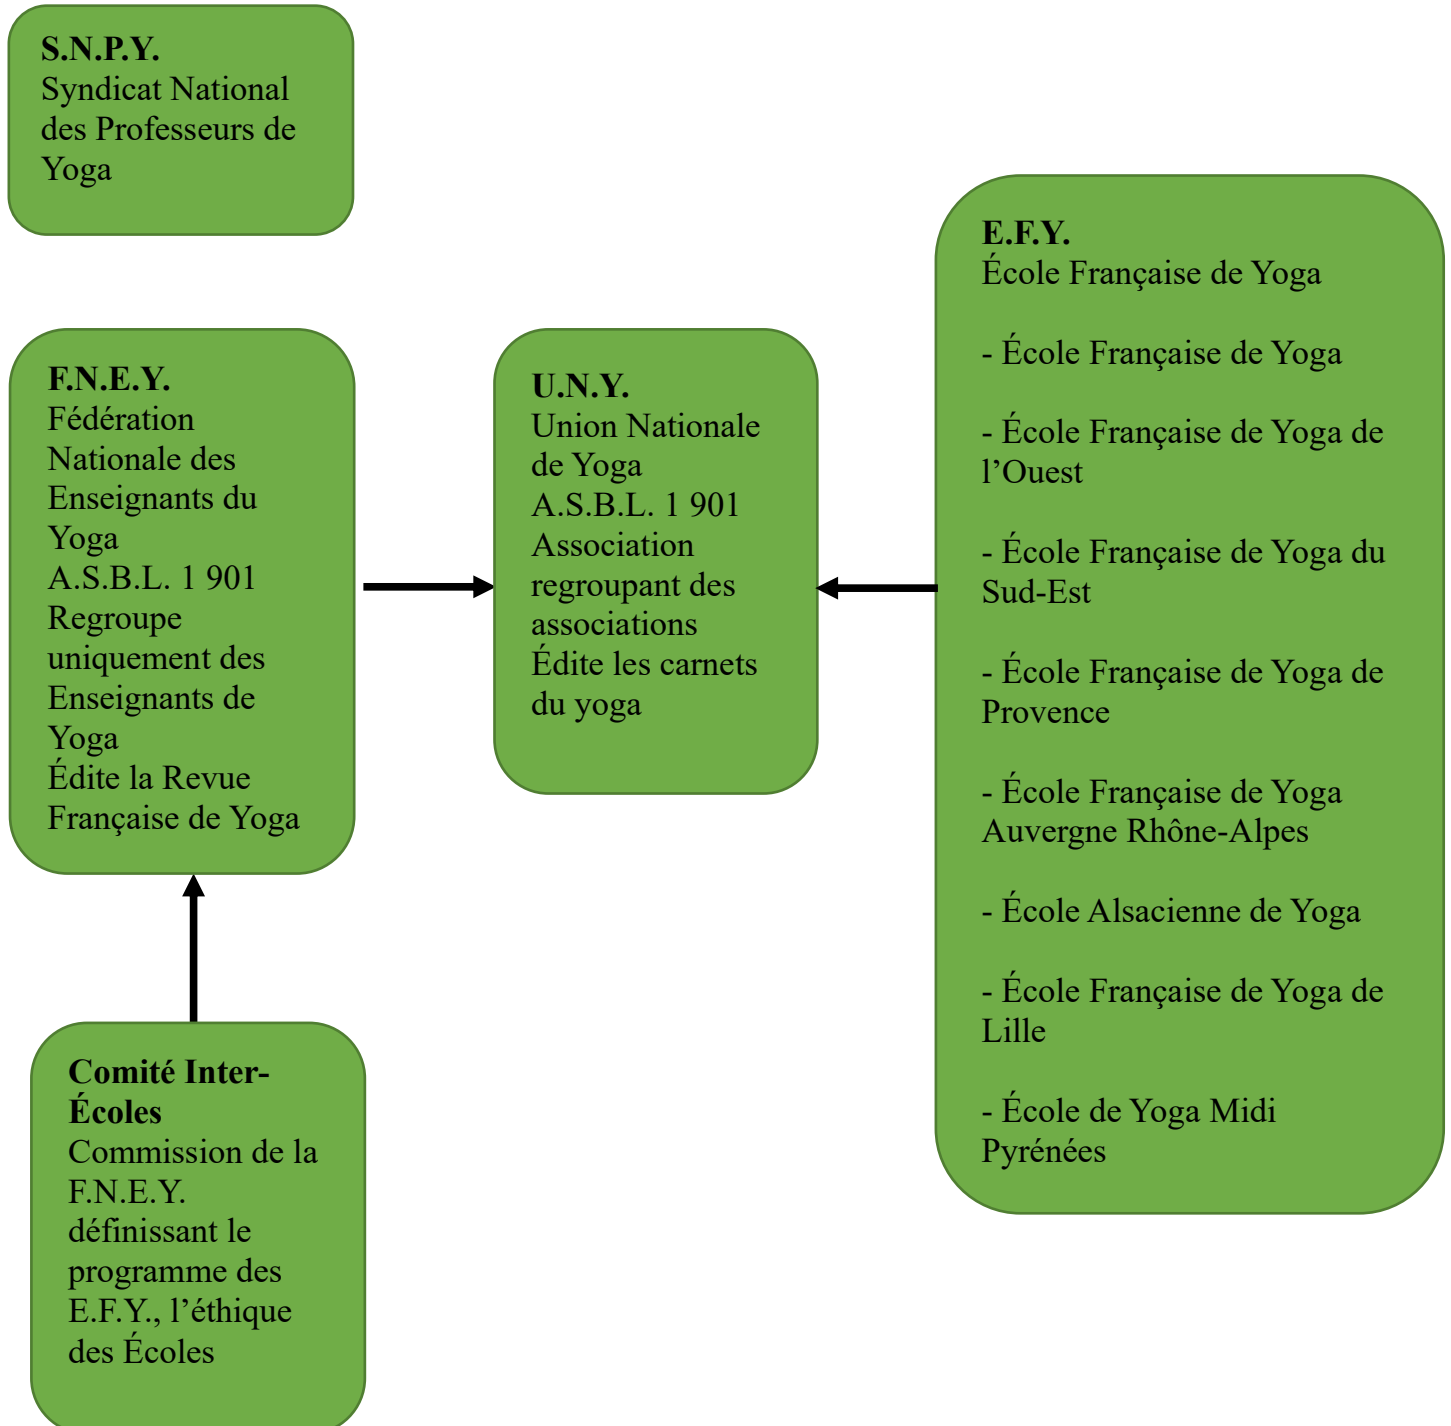 S.N.P.Y.
Syndicat National
des Professeurs de
Yoga
F.N.E.Y.
Fédération
Nationale des
Enseignants du
Yoga
A.S.B.L. 1 901
Regroupe
uniquement des
Enseignants de
Yoga
Édite la Revue
Française de Yoga
U.N.Y.
Union Nationale
de Yoga
A.S.B.L. 1 901
Association
regroupant des
associations
Édite les carnets
du yoga
E.F.Y.
École Française de Yoga
- École Française de Yoga
- École Française de Yoga de
l’Ouest
- École Française de Yoga du
Sud-Est
- École Française de Yoga de
Provence
- École Française de Yoga
Auvergne Rhône-Alpes
- École Alsacienne de Yoga
- École Française de Yoga de
Lille
- École de Yoga Midi
Pyrénées
Comité Inter-
Écoles
Commission de la
F.N.E.Y.
définissant le
programme des
E.F.Y., l’éthique
des Écoles